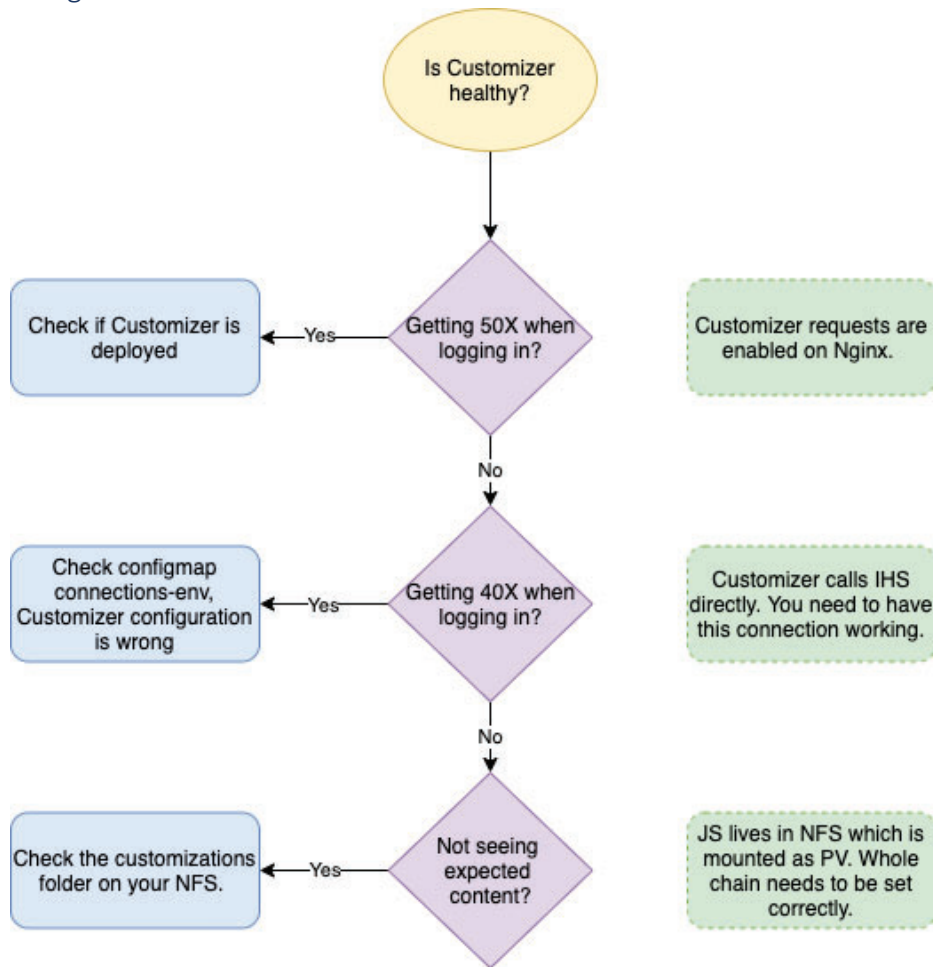 Is Customizer
healthy?
Getting 50X when
logging in?
Yes
Check if Customizer is
deployed
Customizer requests are
enabled on Nginx.
No
Getting 40X when
logging in?
Yes
Check configmap
connections-env,
Customizer configuration
is wrong
Customizer calls IHS
directly. You need to have
this connection working.
No
Not seeing
expected
content?
Yes
Check the customizations
folder on your NFS.
JS lives in NFS which is
mounted as PV. Whole
chain needs to be set
correctly.